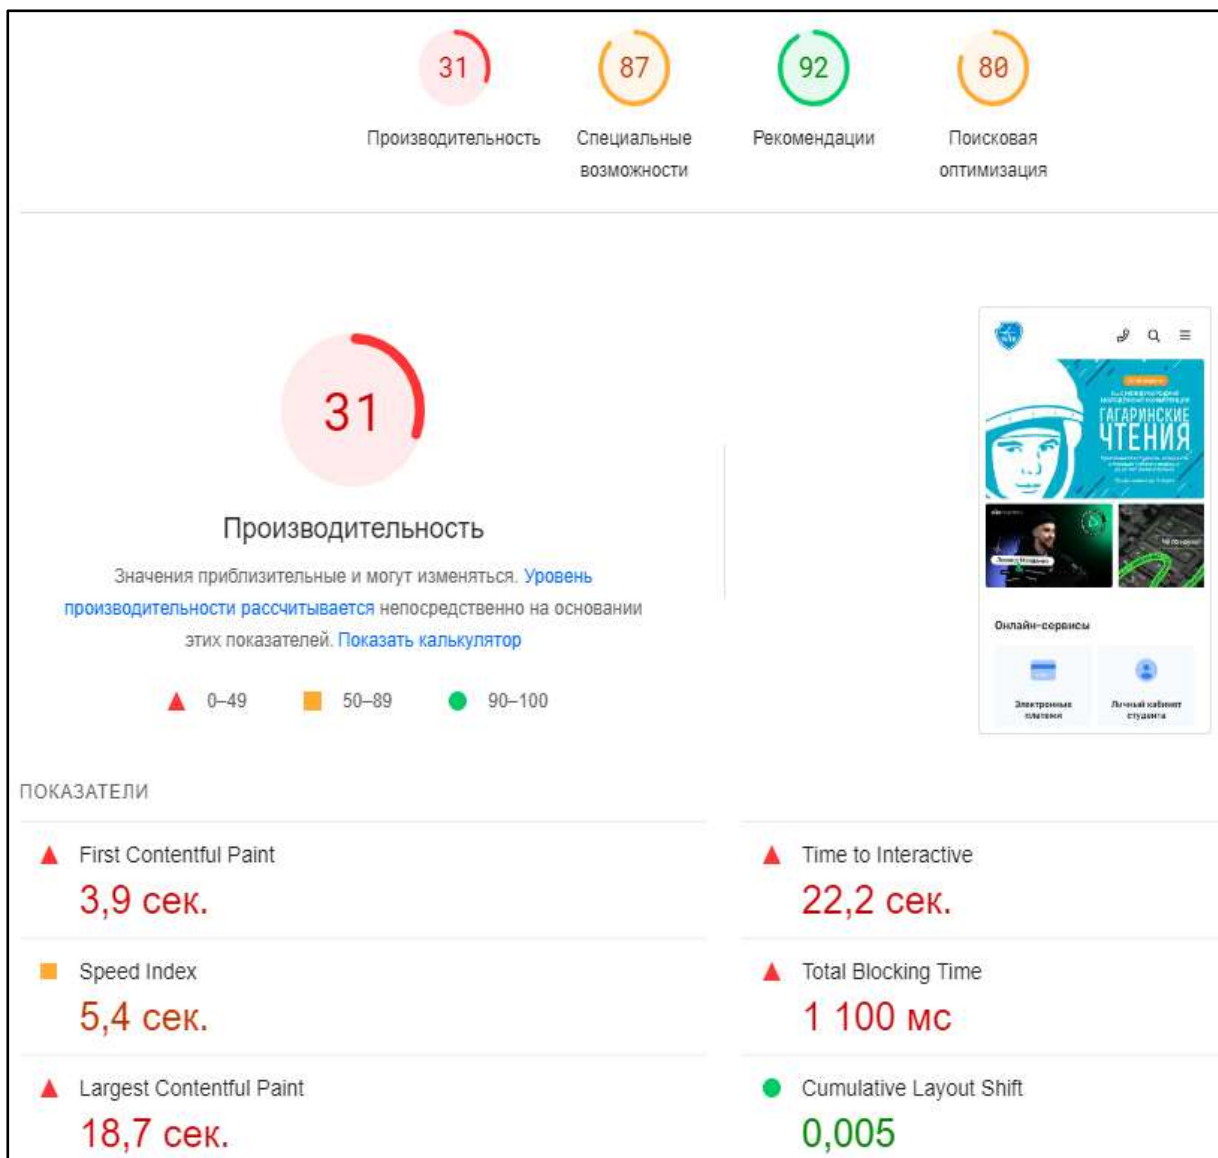 31
87
92
80
Производительность
Специальные
возможности
Рекомендации
Поисковая
оптимизация
31
Производительность
Значения приблизительные и могут изменяться. Уровень
производительности рассчитывается непосредственно на основании
этих показателей. Показать калькулятор
0–49
50–89
90–100
ГАГАРИНСКИЕ
ЧТЕНИЯ
Онлайн-сервисы
Электронные
платежи
Личный кабинет
студента
ПОКАЗАТЕЛИ
First Contentful Paint
3,9 сек.
Time to Interactive
22,2 сек.
Speed Index
5,4 сек.
Total Blocking Time
1 100 мс
Largest Contentful Paint
18,7 сек.
Cumulative Layout Shift
0,005